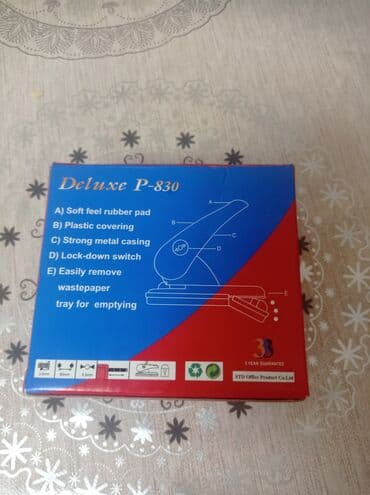 Deluxe P-830
A) Soft feel rubber pad
B) Plastic covering
C) Strong metal casing
D) Lock-down switch
E) Easily remove
wastepaper
tray for emptying
A
B
C
D
E
38
3 YEAR GUARANTEE
STD Office Product Co.Ltd